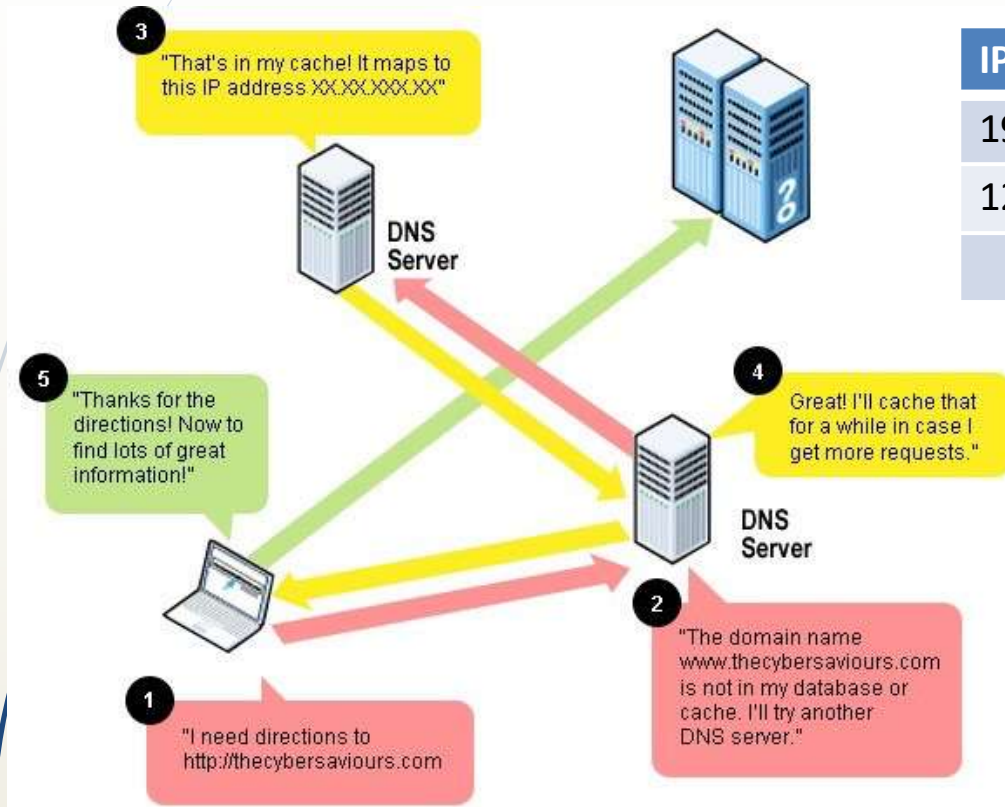 3
"That's in my cache! It maps to
this IP address XX.XX.XXX.XX"
DNS
Server
?
5
"Thanks for the
directions! Now to
find lots of great
information!"
4
Great! I'll cache that
for a while in case I
get more requests."
DNS
Server
2
"The domain name
www.thecybersaviours.com
is not in my database or
cache. I'll try another
DNS server."
1
"I need directions to
http://thecybersaviours.com
IP